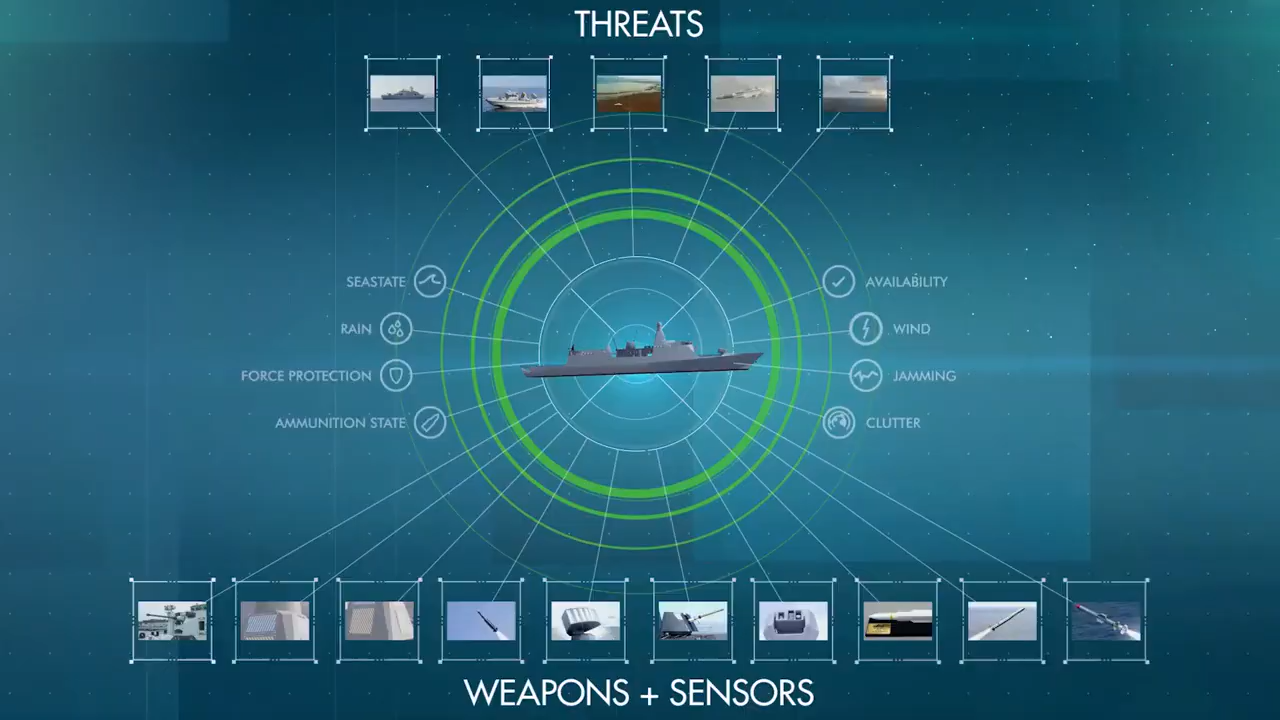 THREATS
SEASTATE
AVAILABILITY
RAIN
WIND
FORCE PROTECTION
JAMMING
AMMUNITION STATE
CLUTTER
WEAPONS + SENSORS